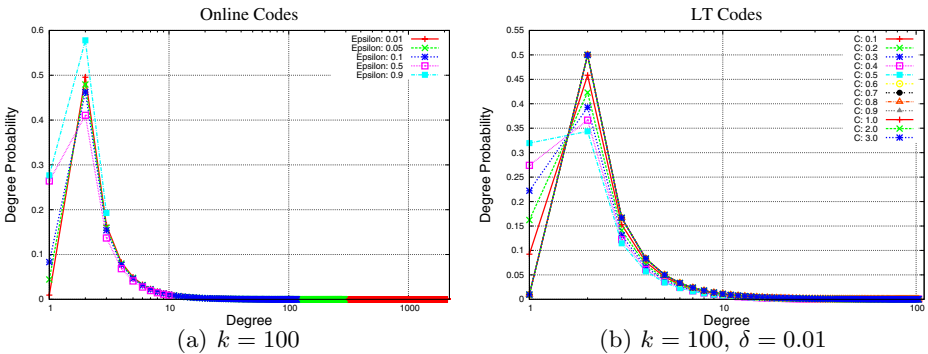 Online Codes
Degree Probability
0.6
0.5
0.4
0.3
0.2
0.1
0
Epsilon: 0.01
Epsilon: 0.05
Epsilon: 0.1
Epsilon: 0.5
Epsilon: 0.9
1 10 100 1000
Degree
(a) k = 100
LT Codes
Degree Probability
0.55
0.5
0.45
0.4
0.35
0.3
0.25
0.2
0.15
0.1
0.05
0
C: 0.1
C: 0.2
C: 0.3
C: 0.4
C: 0.5
C: 0.6
C: 0.7
C: 0.8
C: 0.9
C: 1.0
C: 2.0
C: 3.0
1 10 100
Degree
(b) k = 100, δ = 0.01